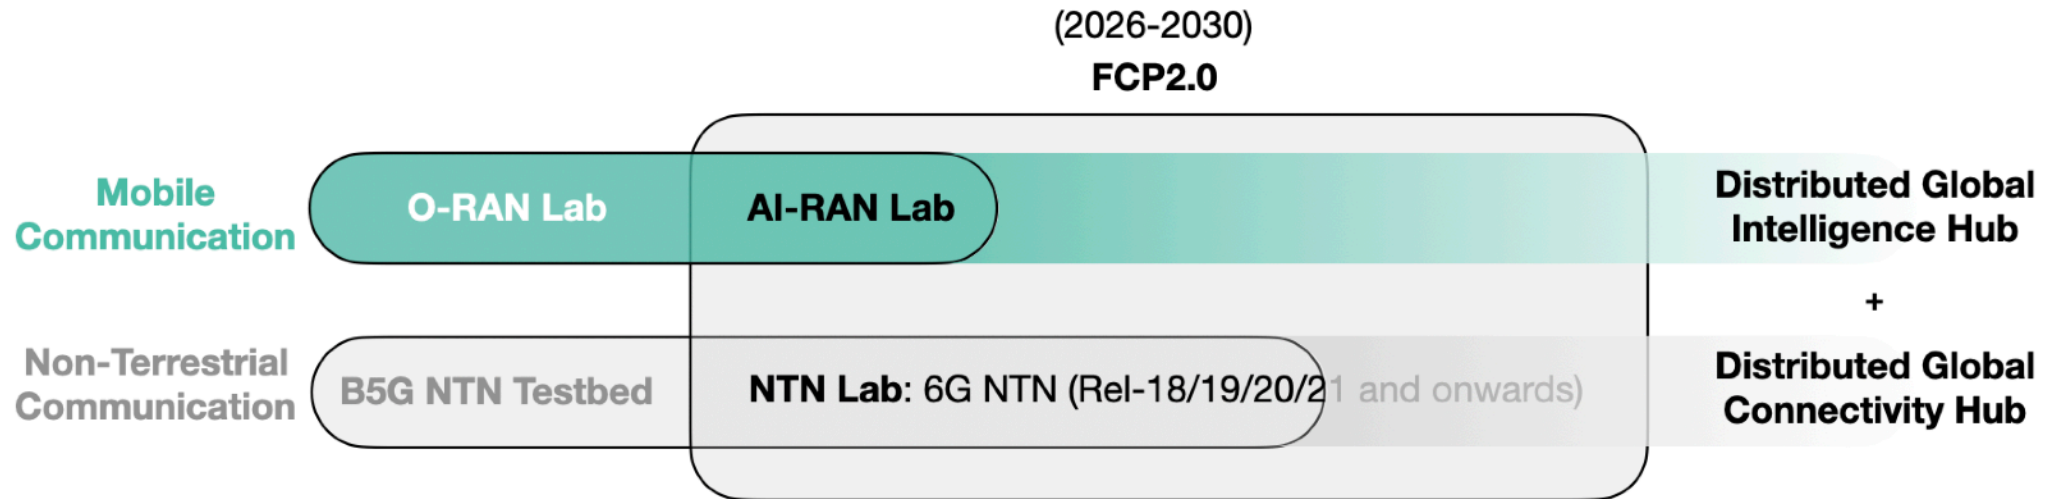 (2026-2030)
FCP2.0
Mobile
Communication
O-RAN Lab
AI-RAN Lab
Distributed Global
Intelligence Hub
+
Non-Terrestrial
Communication
B5G NTN Testbed
NTN Lab: 6G NTN (Rel-18/19/20/21 and onwards)
Distributed Global
Connectivity Hub